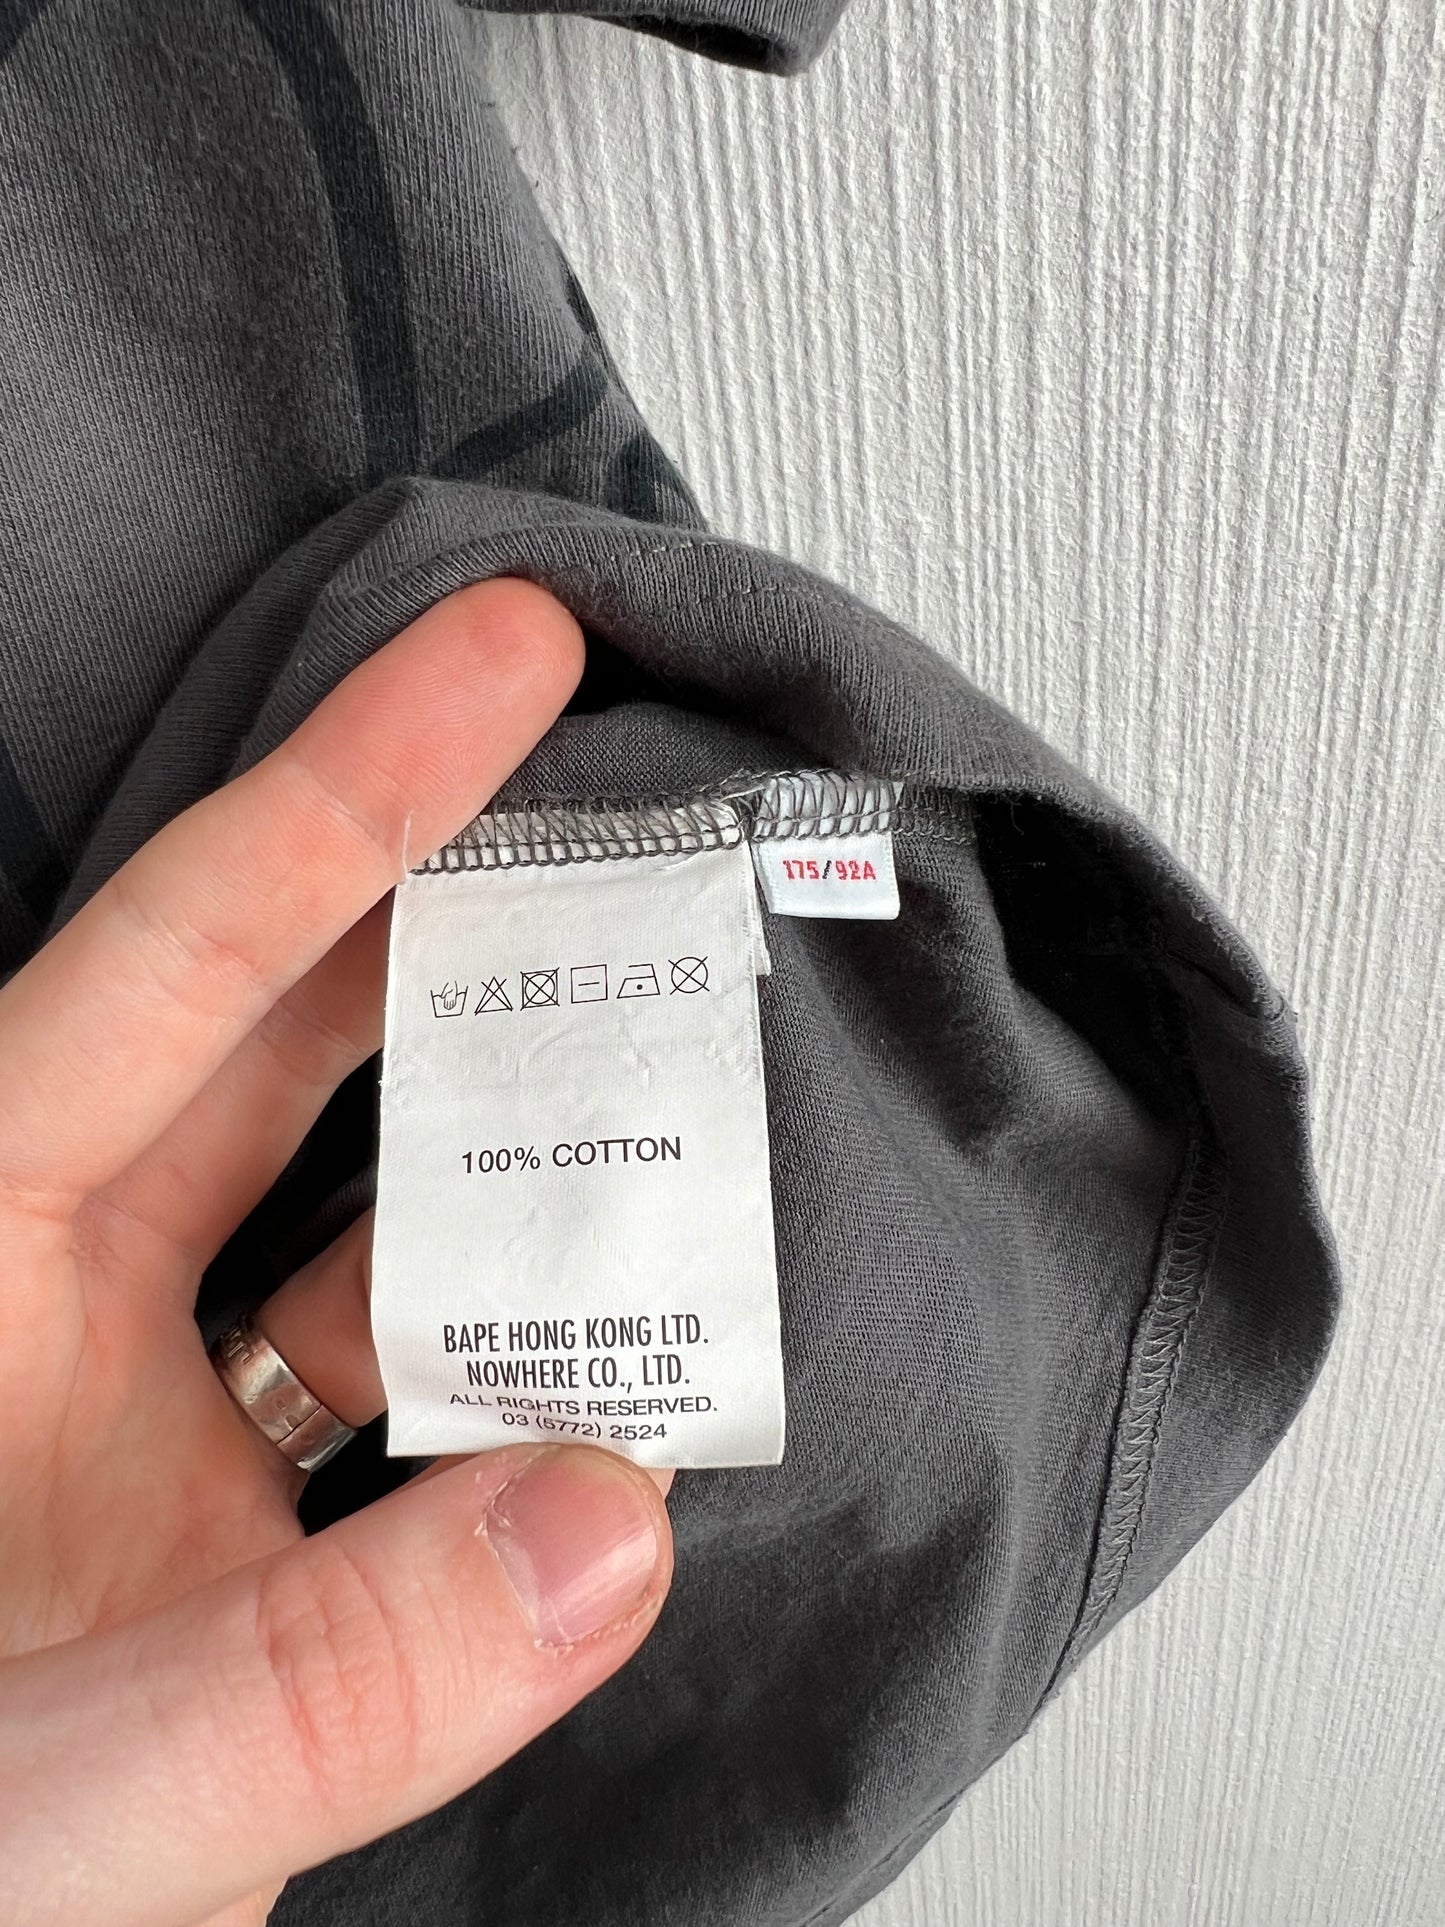 175/92A
100% COTTON
BAPE HONG KONG LTD.
NOWHERE CO., LTD.
ALL RIGHTS RESERVED.
03 (5772) 2524